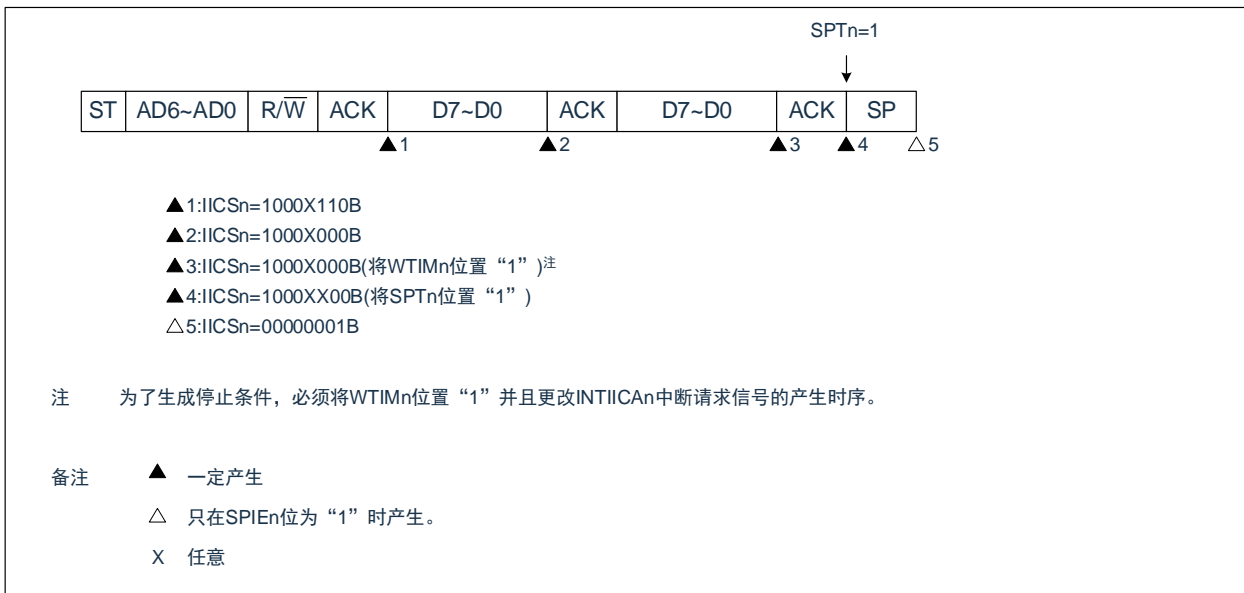 SPTn=1
ST AD6~AD0 R/W̅ ACK D7~D0 ACK D7~D0 ACK SP
▲1 ▲2 ▲3 ▲4 △5
▲1:IICSn=1000X110B
▲2:IICSn=1000X000B
▲3:IICSn=1000X000B(将WTIMn位置“1”)注
▲4:IICSn=1000XX00B(将SPTn位置“1”)
△5:IICSn=00000001B
注 为了生成停止条件，必须将WTIMn位置“1”并且更改INTIICAn中断请求信号的产生时序。
备注 ▲ 一定产生
△ 只在SPIEn位为“1”时产生。
X 任意